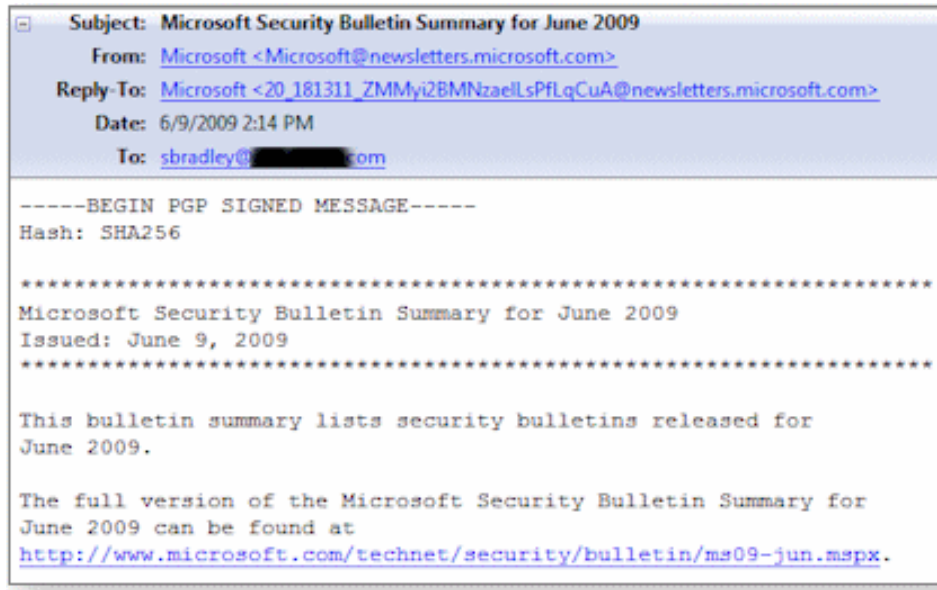 Subject: Microsoft Security Bulletin Summary for June 2009
From: Microsoft <Microsoft@newsletters.microsoft.com>
Reply-To: Microsoft <20_181311_ZMMyi2BMNzaelLsPfLqCuA@newsletters.microsoft.com>
Date: 6/9/2009 2:14 PM
To: sbradley@ com
-----BEGIN PGP SIGNED MESSAGE-----
Hash: SHA256
********************************************************************
Microsoft Security Bulletin Summary for June 2009
Issued: June 9, 2009
********************************************************************
This bulletin summary lists security bulletins released for
June 2009.
The full version of the Microsoft Security Bulletin Summary for
June 2009 can be found at
http://www.microsoft.com/technet/security/bulletin/ms09-jun.mspx.